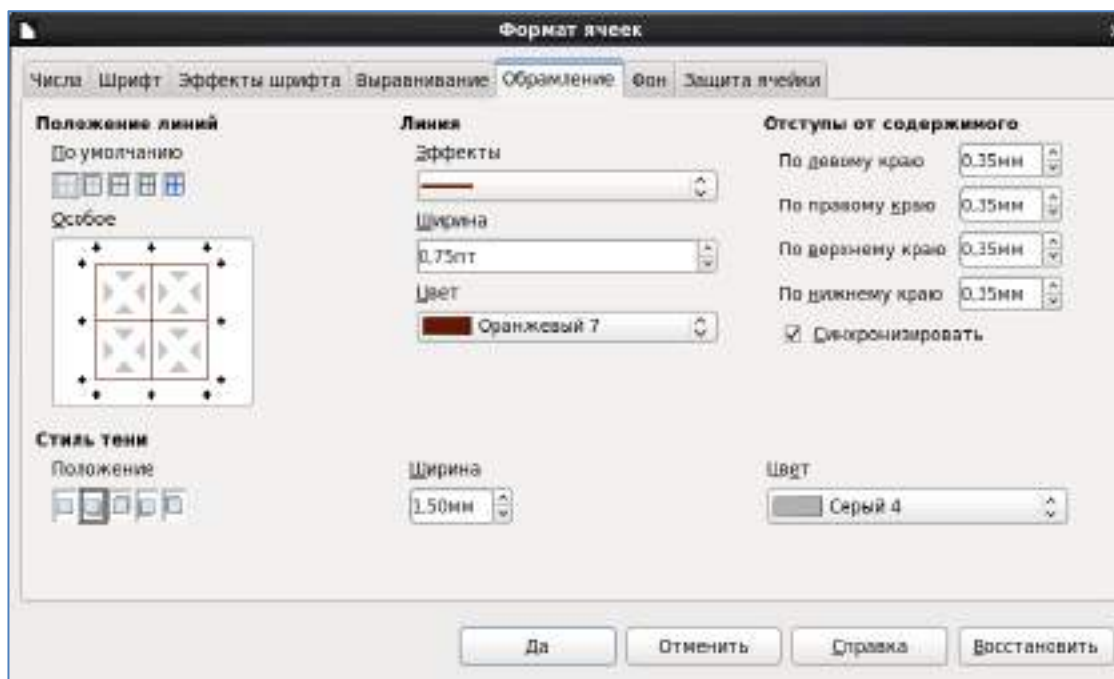 Формат ячеек
Числа Шрифт Эффекты шрифта Выравнивание Обрамление Фон Защита ячейки
Положение линий
По умолчанию
Особое
Линия
Эффекты
Ширина
0,75пт
Цвет
Оранжевый 7
Отступы от содержимого
По левому краю 0,35мм
По правому краю 0,35мм
По верхнему краю 0,35мм
По нижнему краю 0,35мм
Синхронизировать
Стиль тени
Положение
Ширина
1,50мм
Цвет
Серый 4
Да Отменить Справка Восстановить